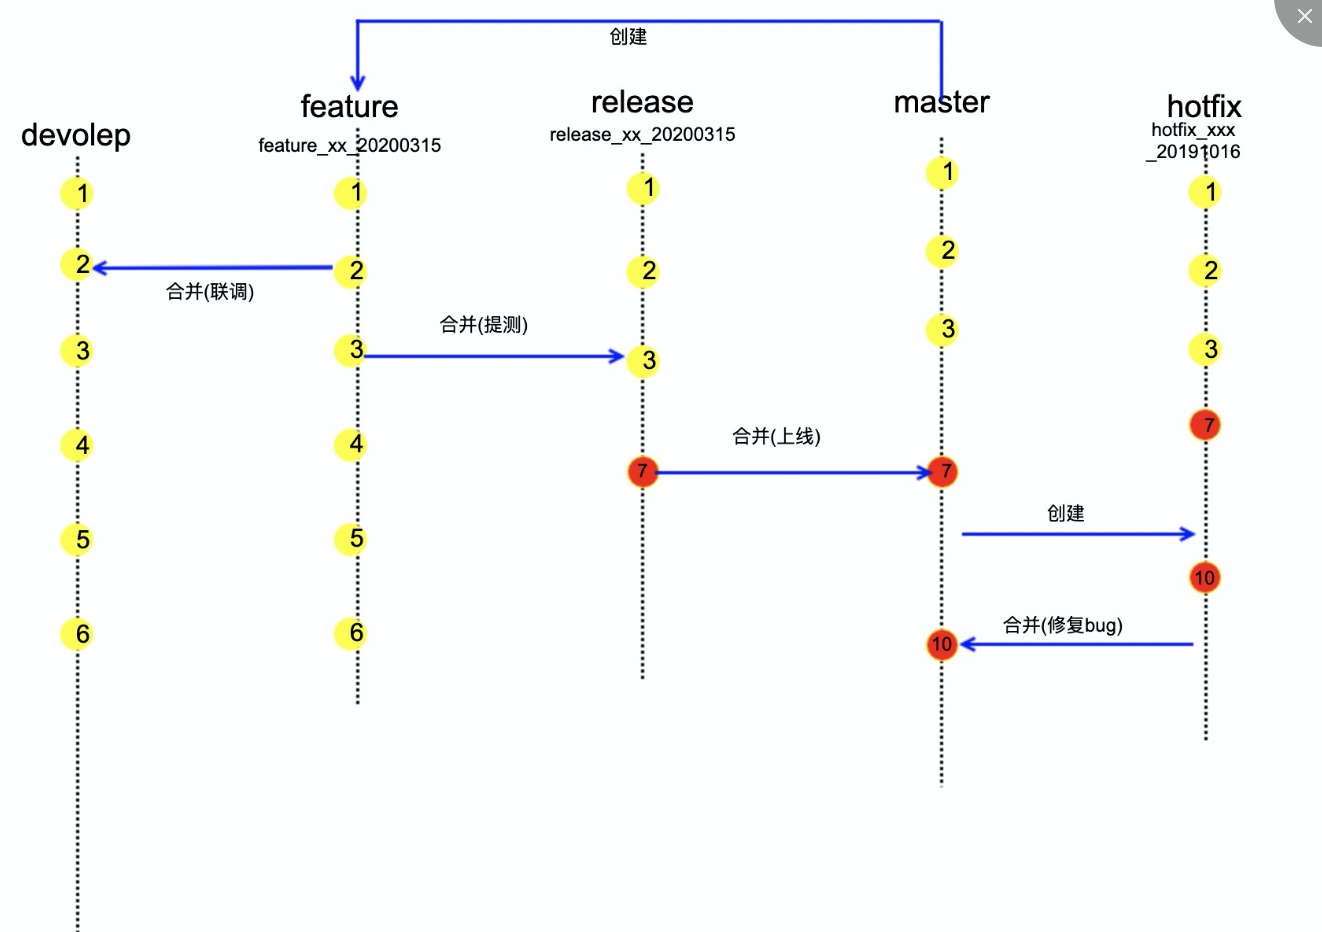 创建
feature
release
master
hotfix
devolep
feature_xx_20200315
release_xx_20200315
hotfix_xxx
_20191016
1
1
1
1
1
2
2
2
2
2
合并(联调)
3
3
3
3
3
合并(提测)
4
4
7
合并(上线)
7
7
5
5
创建
10
6
6
合并(修复bug)
10